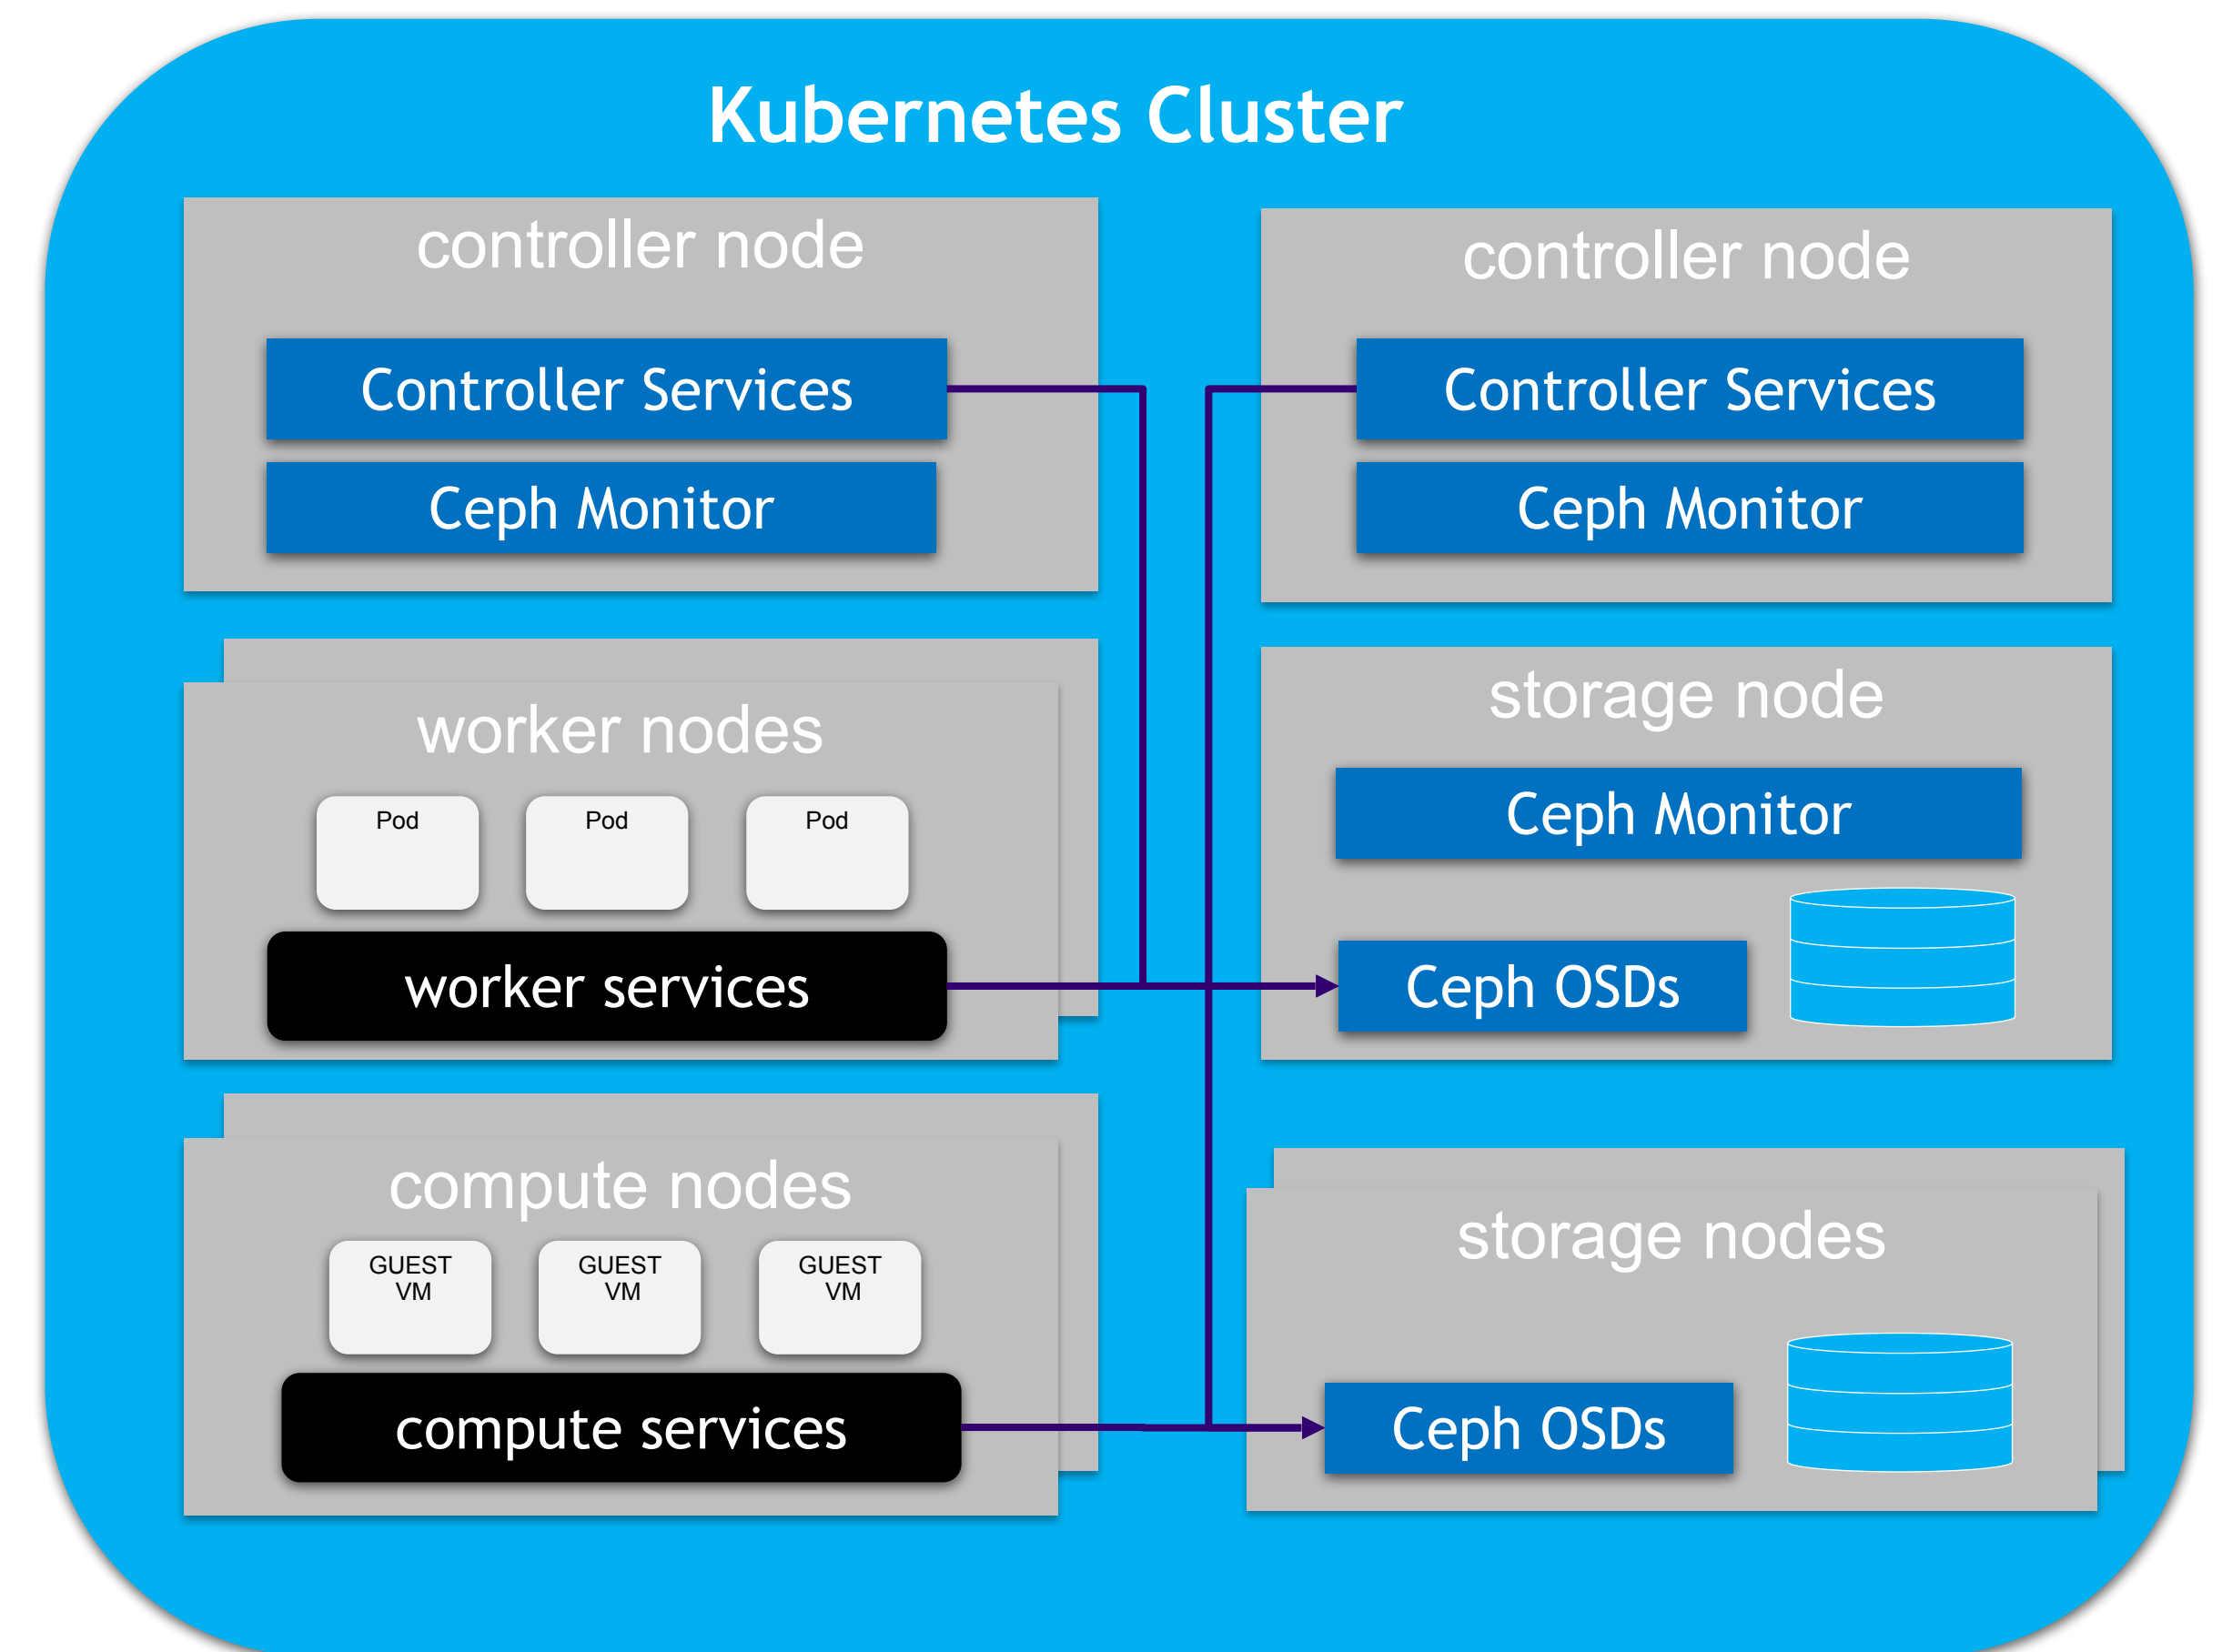 Kubernetes Cluster
controller node
Controller Services
Ceph Monitor
controller node
Controller Services
Ceph Monitor
worker nodes
Pod
Pod
Pod
worker services
storage node
Ceph Monitor
Ceph OSDs
compute nodes
GUEST
VM
GUEST
VM
GUEST
VM
compute services
storage nodes
Ceph OSDs